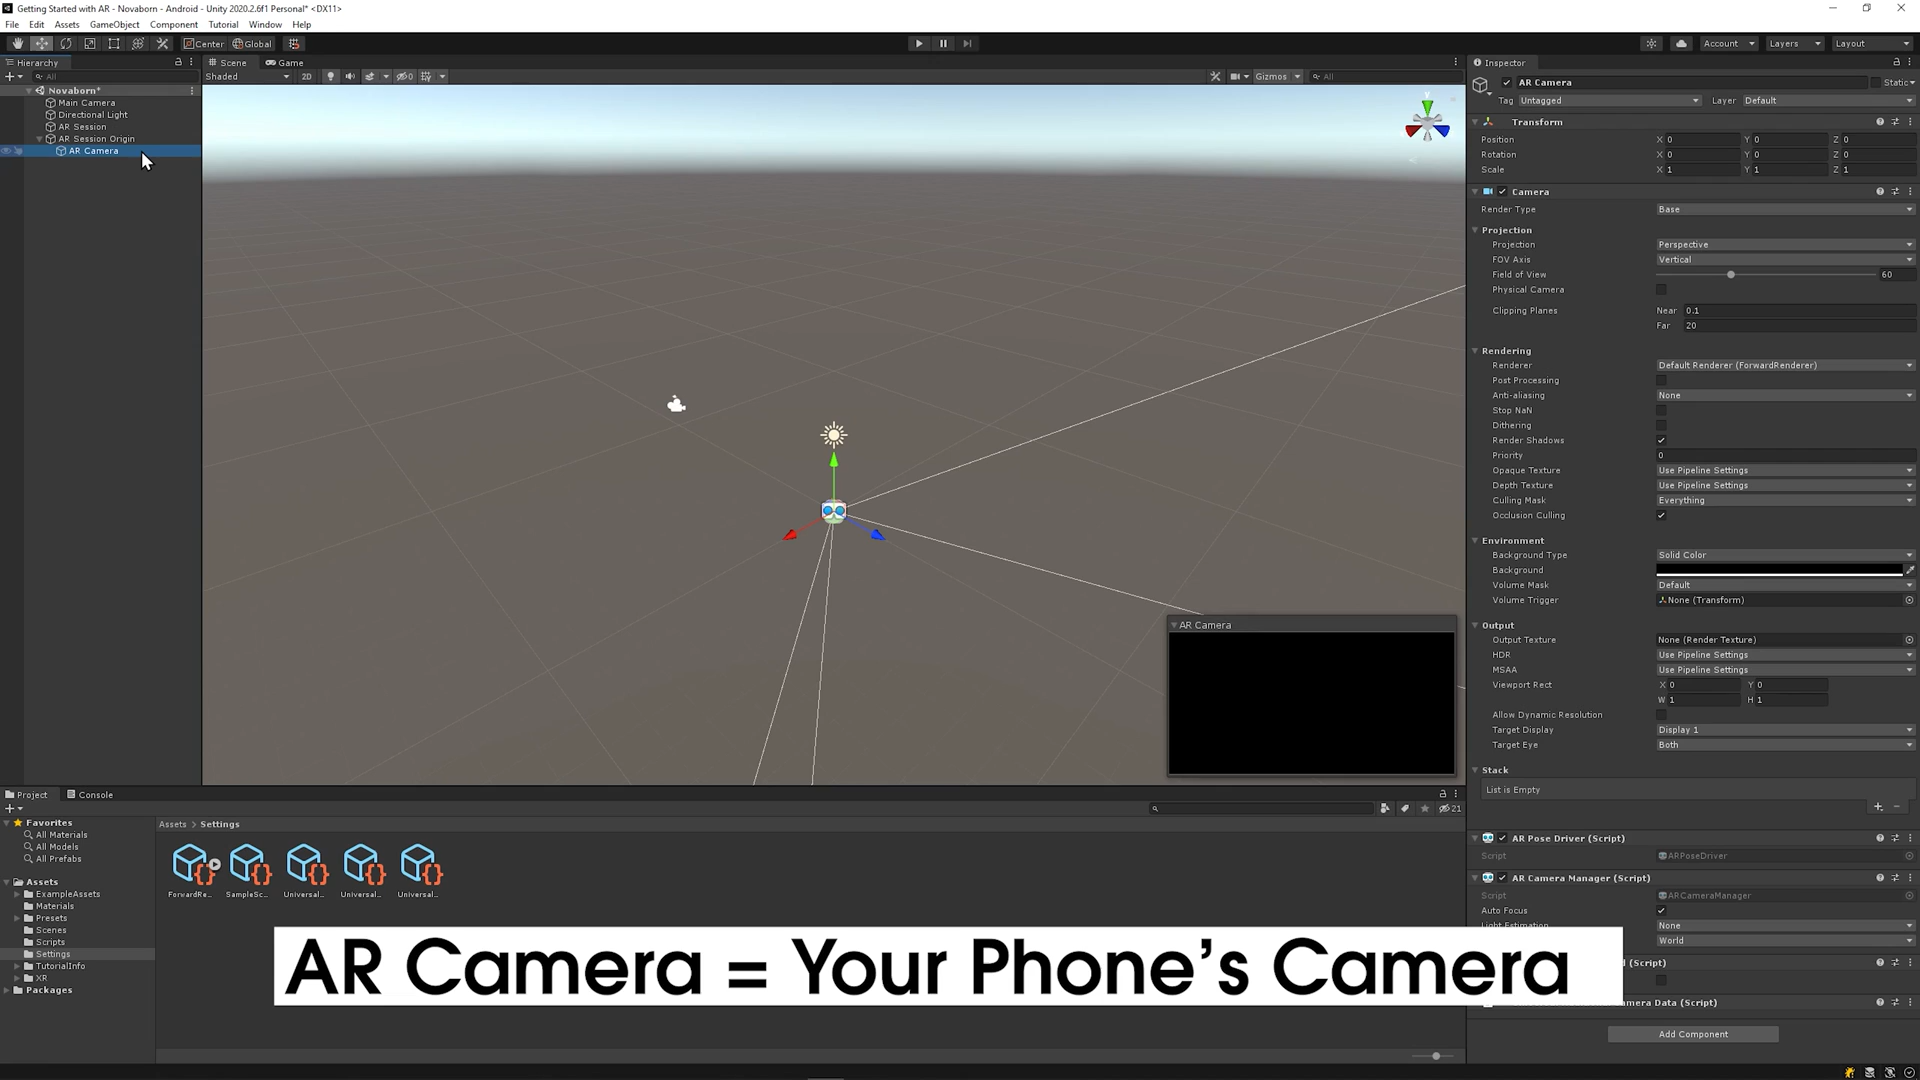 Getting Started with AR - Novaborn - Android - Unity 2020.2.6f1 Personal* <DX11>
File Edit Assets GameObject Component Tutorial Window Help
Center Global Account Layers Layout
Hierarchy
All
Novaborn*
Main Camera
Directional Light
AR Session
AR Session Origin
AR Camera
Scene Game
Shaded 2D 0 Gizmos All
Y
AR Camera
Inspector
AR Camera Static
Tag Untagged Layer Default
Transform
Position X 0 Y 0 Z 0
Rotation X 0 Y 0 Z 0
Scale X 1 Y 1 Z 1
Camera
Render Type Base
Projection
Projection Perspective
FOV Axis Vertical
Field of View 60
Physical Camera
Clipping Planes Near 0.1
Far 20
Rendering
Renderer Default Renderer (ForwardRenderer)
Post Processing
Anti-aliasing None
Stop NaN
Dithering
Render Shadows
Priority 0
Opaque Texture Use Pipeline Settings
Depth Texture Use Pipeline Settings
Culling Mask Everything
Occlusion Culling
Environment
Background Type Solid Color
Background
Volume Mask Default
Volume Trigger None (Transform)
Output
Output Texture None (Render Texture)
HDR Use Pipeline Settings
MSAA Use Pipeline Settings
Viewport Rect X 0 Y 0
W 1 H 1
Allow Dynamic Resolution
Target Display Display 1
Target Eye Both
Stack
List is Empty
AR Pose Driver (Script)
Script ARPoseDriver
AR Camera Manager (Script)
Script ARCameraManager
Auto Focus
Light Estimation None
World
(Script)
Camera Data (Script)
Add Component
Project Console
21
Favorites
All Materials
All Models
All Prefabs
Assets
ExampleAssets
Materials
Presets
Scenes
Scripts
Settings
TutorialInfo
XR
Packages
Assets > Settings
ForwardRe... SampleSc... Universal... Universal... Universal...
AR Camera = Your Phone's Camera